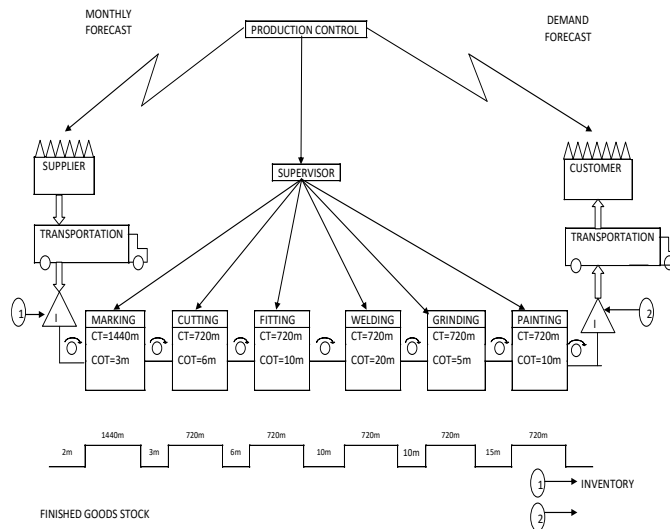 MONTHLY
FORECAST
PRODUCTION CONTROL
DEMAND
FORECAST
SUPPLIER
SUPERVISOR
CUSTOMER
TRANSPORTATION
TRANSPORTATION
1
I
I
2
MARKING
CT=1440m
COT=3m
CUTTING
CT=720m
COT=6m
FITTING
CT=720m
COT=10m
WELDING
CT=720m
COT=20m
GRINDING
CT=720m
COT=5m
PAINTING
CT=720m
COT=10m
1440m
720m
720m
720m
720m
720m
2m
3m
6m
10m
10m
15m
1
INVENTORY
FINISHED GOODS STOCK
2